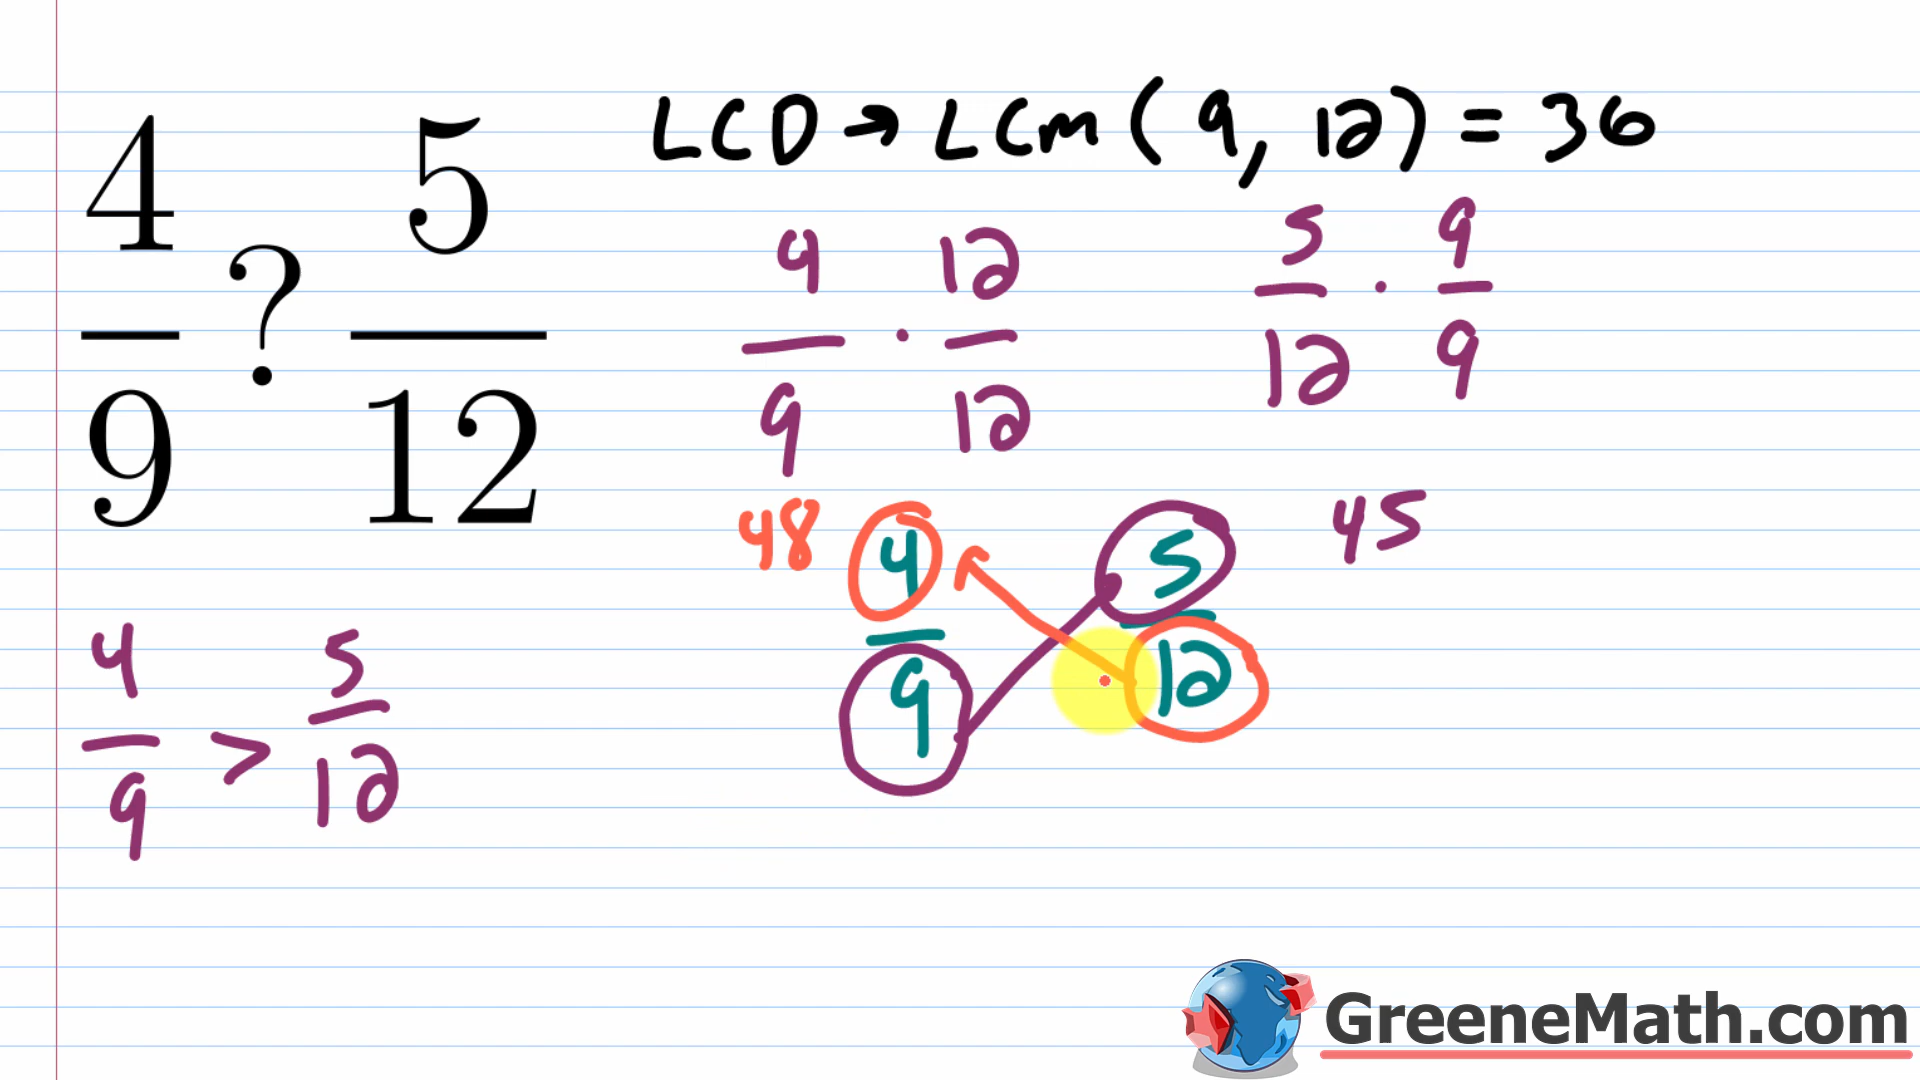 4/9 ? 5/12
LCD → LCM (9, 12) = 36
4/9 · 12/12
5/12 · 9/9
48 4/9 5/12 45
4/9 > 5/12
GreeneMath.com